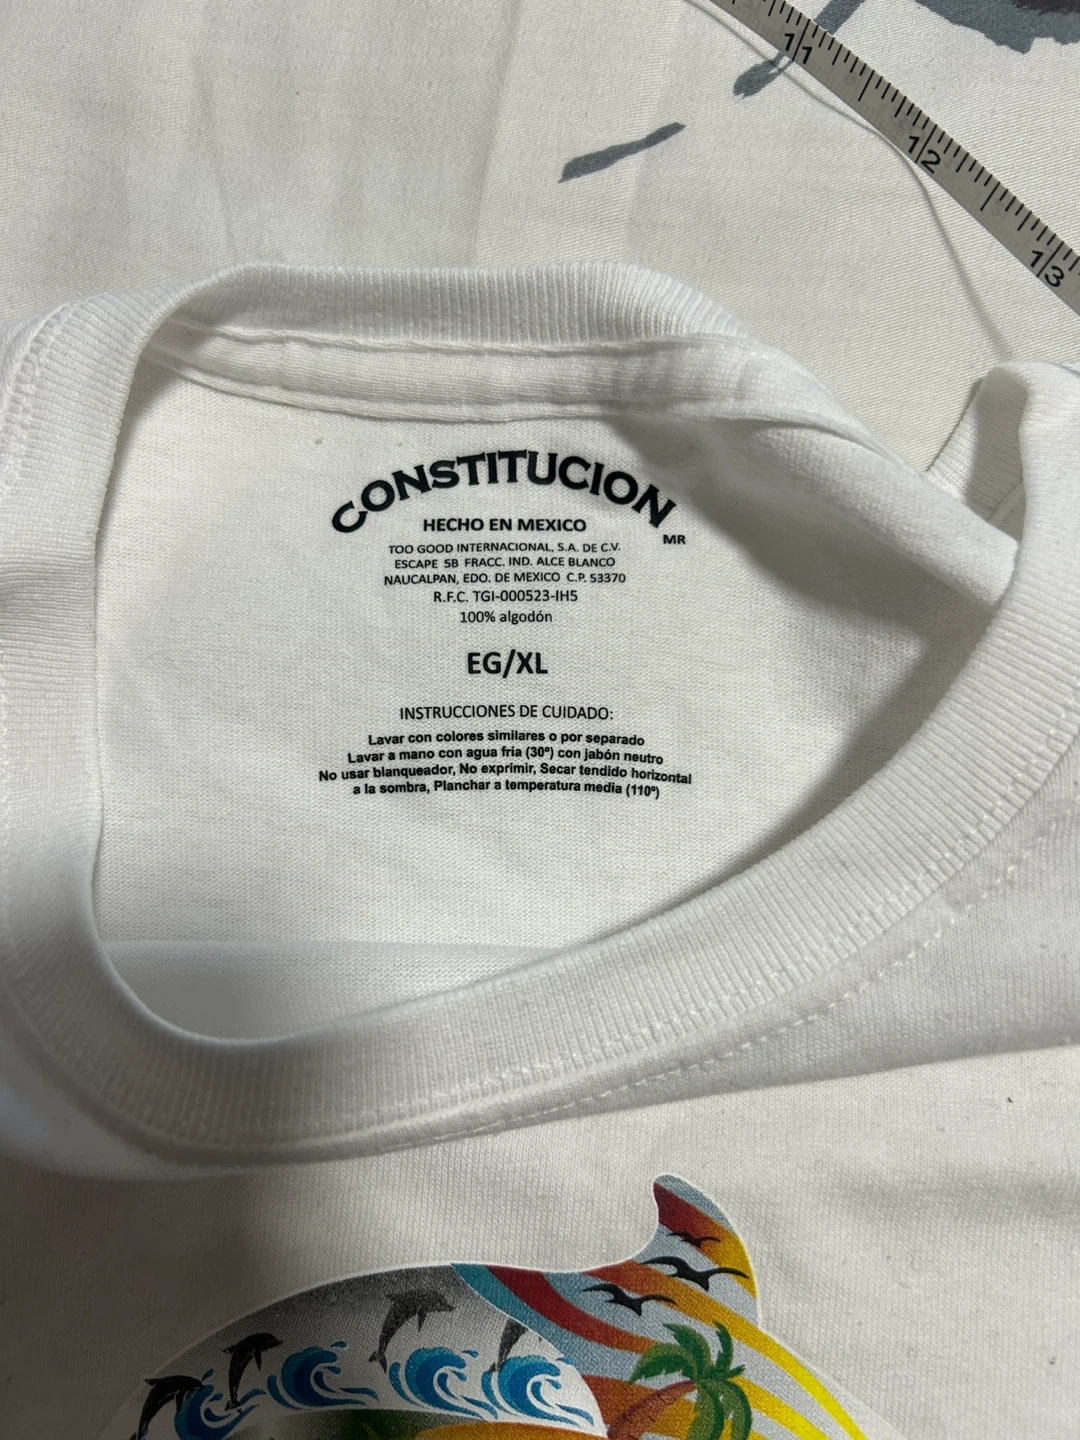 11
12
13
CONSTITUCION
MR
HECHO EN MEXICO
TOO GOOD INTERNACIONAL, S.A. DE C.V.
ESCAPE 5B FRACC. IND. ALCE BLANCO
NAUCALPAN, EDO. DE MEXICO C.P. 53370
R.F.C. TGI-000523-IH5
100% algodón
EG/XL
INSTRUCCIONES DE CUIDADO:
Lavar con colores similares o por separado
Lavar a mano con agua fria (30º) con jabón neutro
No usar blanqueador, No exprimir, Secar tendido horizontal
a la sombra, Planchar a temperatura media (110º)